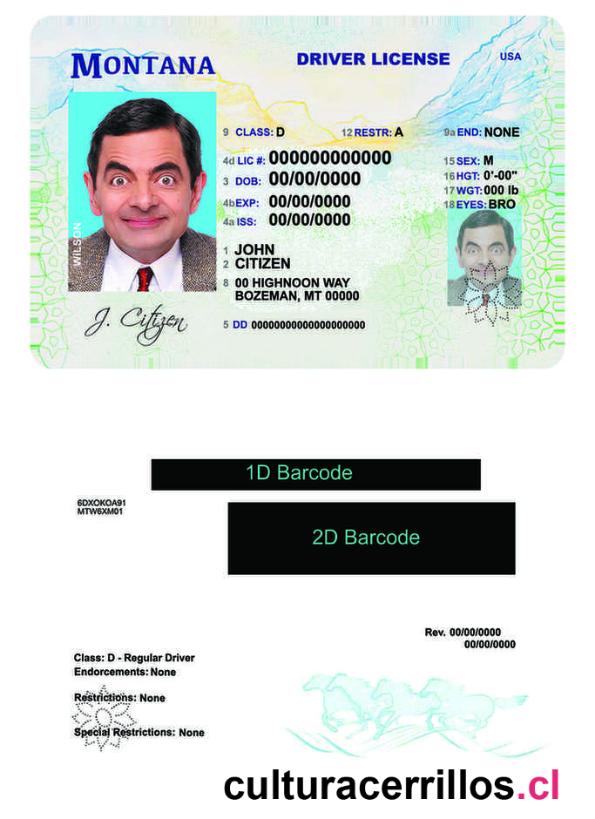 MONTANA
DRIVER LICENSE
USA
9 CLASS: D
12 RESTR: A
9a END: NONE
4d LIC #: 000000000000
15 SEX: M
3 DOB: 00/00/0000
16 HGT: 0'-00"
17 WGT: 000 lb
4b EXP: 00/00/0000
18 EYES: BRO
4a ISS: 00/00/0000
WILSON
1 JOHN
2 CITIZEN
8 00 HIGHNOON WAY
BOZEMAN, MT 00000
J. Citizen
5 DD 00000000000000000000
1D Barcode
6DXOKOA91
MTW6XM01
2D Barcode
Rev. 00/00/0000
00/00/0000
Class: D - Regular Driver
Endorcements: None
Restrictions: None
Special Restrictions: None
culturacerrillos.cl